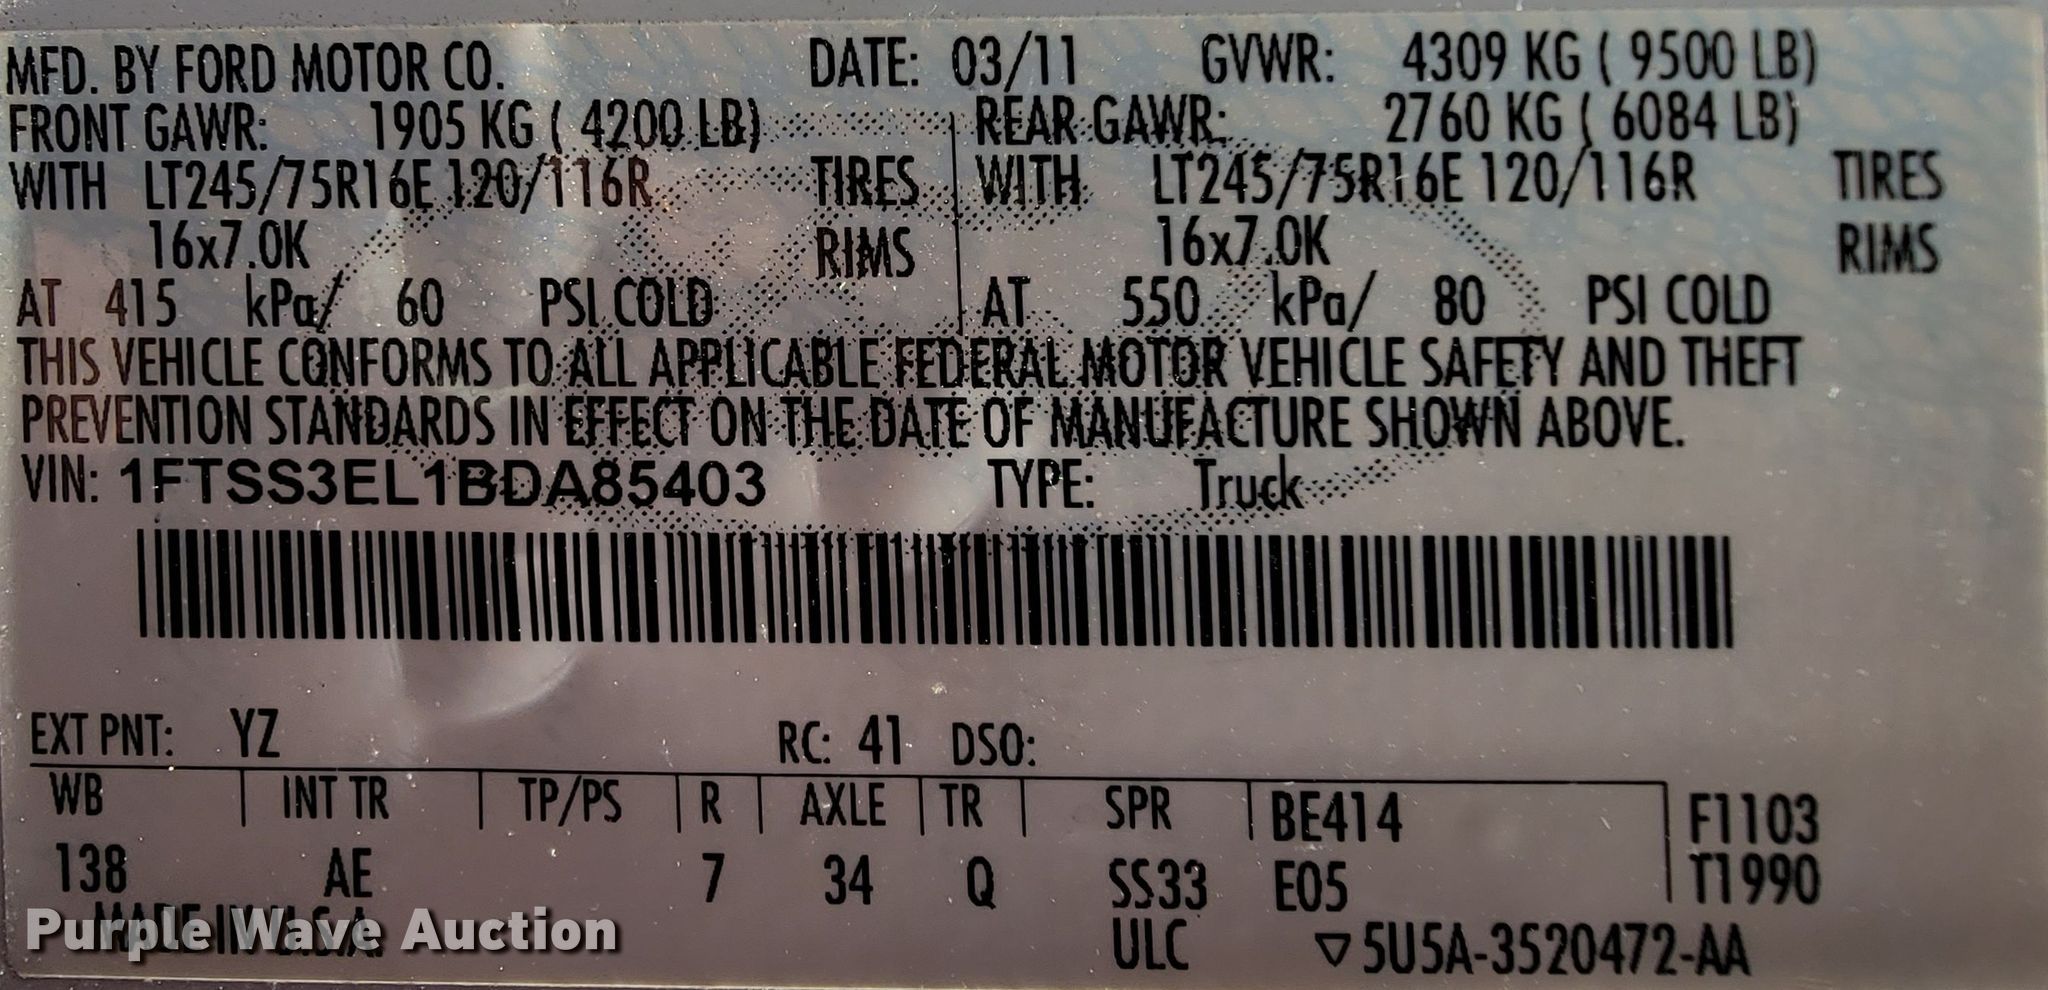 MFD. BY FORD MOTOR CO. DATE: 03/11 GVWR: 4309 KG ( 9500 LB)
FRONT GAWR: 1905 KG ( 4200 LB) REAR GAWR: 2760 KG ( 6084 LB)
WITH LT245/75R16E 120/116R TIRES WITH LT245/75R16E 120/116R TIRES
16x7.0K RIMS 16x7.0K RIMS
AT 415 kPa/ 60 PSI COLD AT 550 kPa/ 80 PSI COLD
THIS VEHICLE CONFORMS TO ALL APPLICABLE FEDERAL MOTOR VEHICLE SAFETY AND THEFT
PREVENTION STANDARDS IN EFFECT ON THE DATE OF MANUFACTURE SHOWN ABOVE.
VIN: 1FTSS3EL1BDA85403 TYPE: Truck
EXT PNT: YZ RC: 41 DSO:
WB INT TR TP/PS R AXLE TR SPR BE414 F1103
138 AE 7 34 Q SS33 E05 T1990
MADE IN U.S.A. ULC ▽5U5A-3520472-AA
Purple Wave Auction